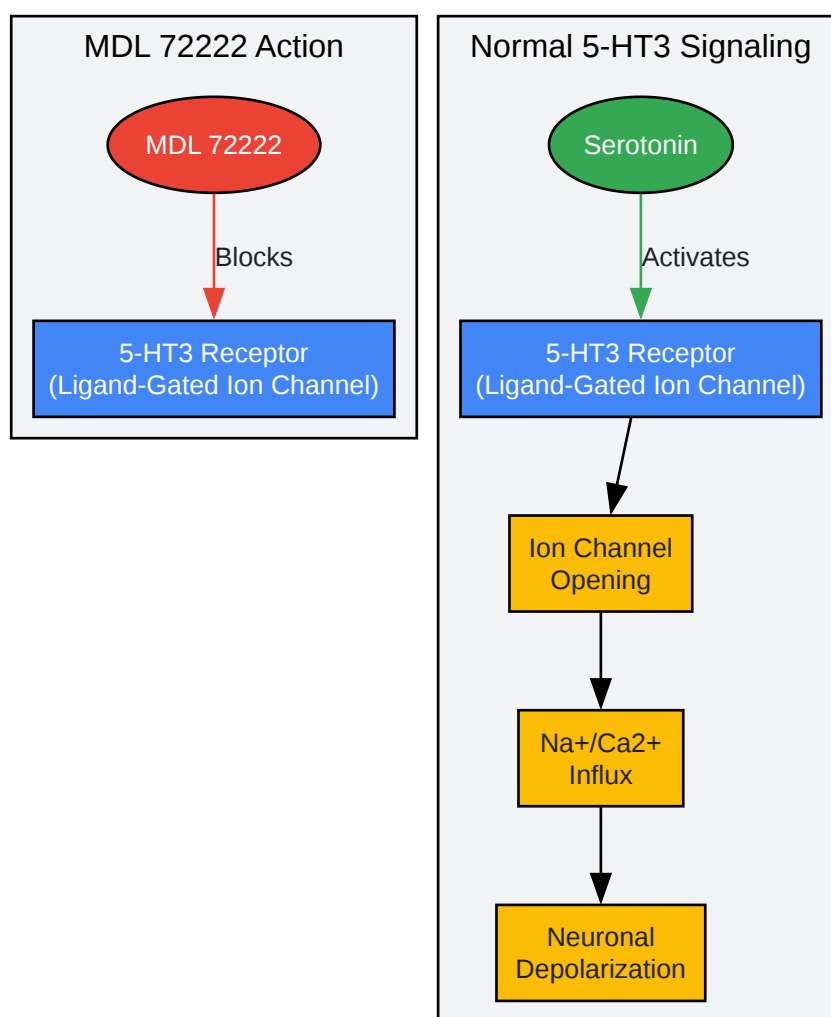 MDL 72222 Action
MDL 72222
Blocks
5-HT3 Receptor
(Ligand-Gated Ion Channel)
Normal 5-HT3 Signaling
Serotonin
Activates
5-HT3 Receptor
(Ligand-Gated Ion Channel)
Ion Channel
Opening
Na+/Ca2+
Influx
Neuronal
Depolarization